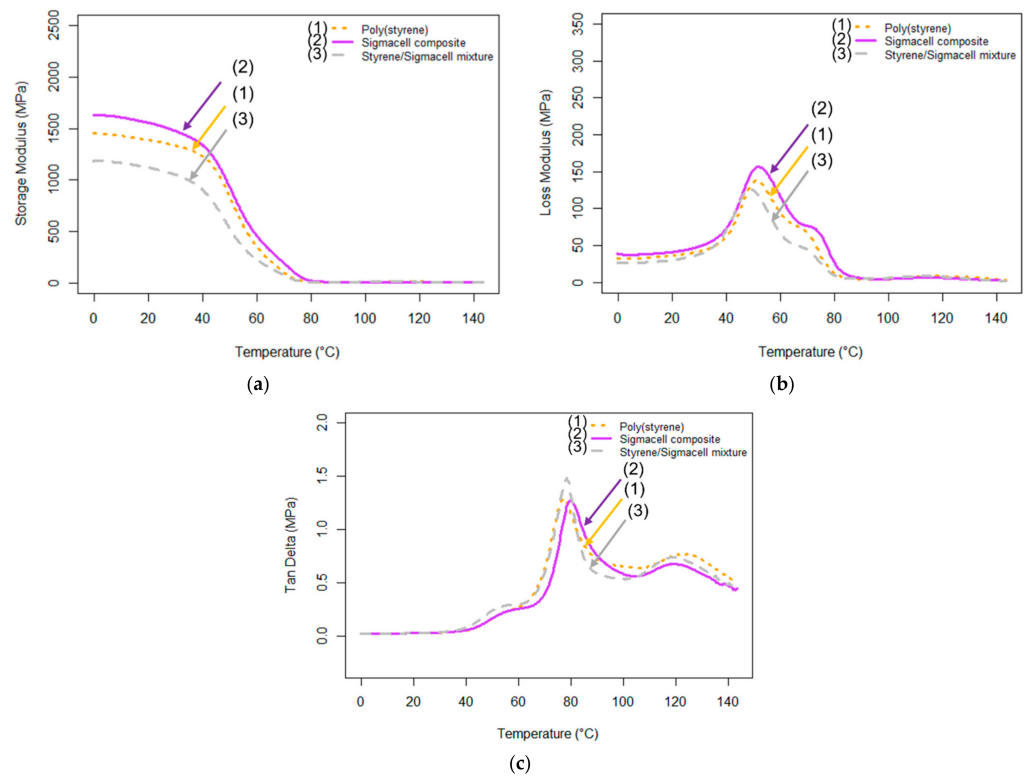 (1) Poly(styrene)
(2) Sigmacell composite
(3) Styrene/Sigmacell mixture
Storage Modulus (MPa)
2500
2000
1500
1000
500
0
(2)
(1)
(3)
0 20 40 60 80 100 120 140
Temperature (°C)
(a)
(1) Poly(styrene)
(2) Sigmacell composite
(3) Styrene/Sigmacell mixture
Loss Modulus (MPa)
350
300
250
200
150
100
50
0
(2)
(1)
(3)
0 20 40 60 80 100 120 140
Temperature (°C)
(b)
(1) Poly(styrene)
(2) Sigmacell composite
(3) Styrene/Sigmacell mixture
Tan Delta (MPa)
2.0
1.5
1.0
0.5
0.0
(2)
(1)
(3)
0 20 40 60 80 100 120 140
Temperature (°C)
(c)